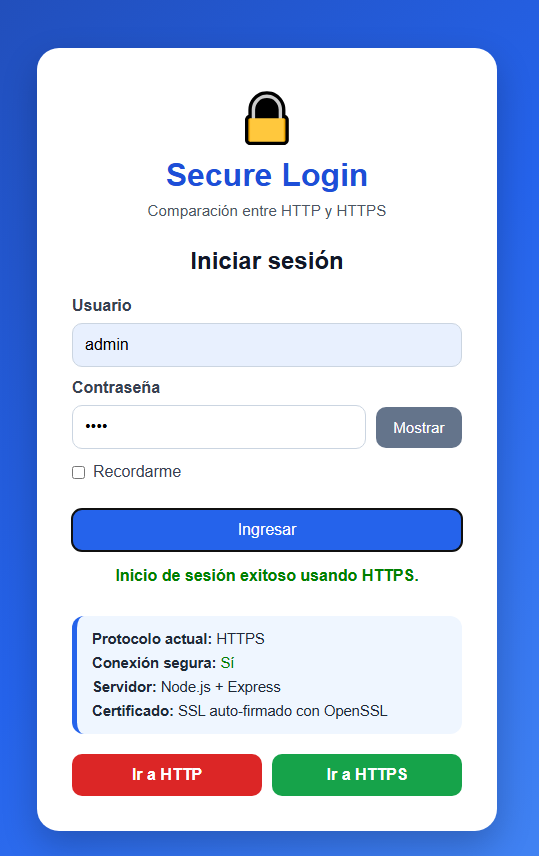 Secure Login
Comparación entre HTTP y HTTPS
Iniciar sesión
Usuario
admin
Contraseña
••••
Mostrar
Recordarme
Ingresar
Inicio de sesión exitoso usando HTTPS.
Protocolo actual: HTTPS
Conexión segura: Sí
Servidor: Node.js + Express
Certificado: SSL auto-firmado con OpenSSL
Ir a HTTP
Ir a HTTPS